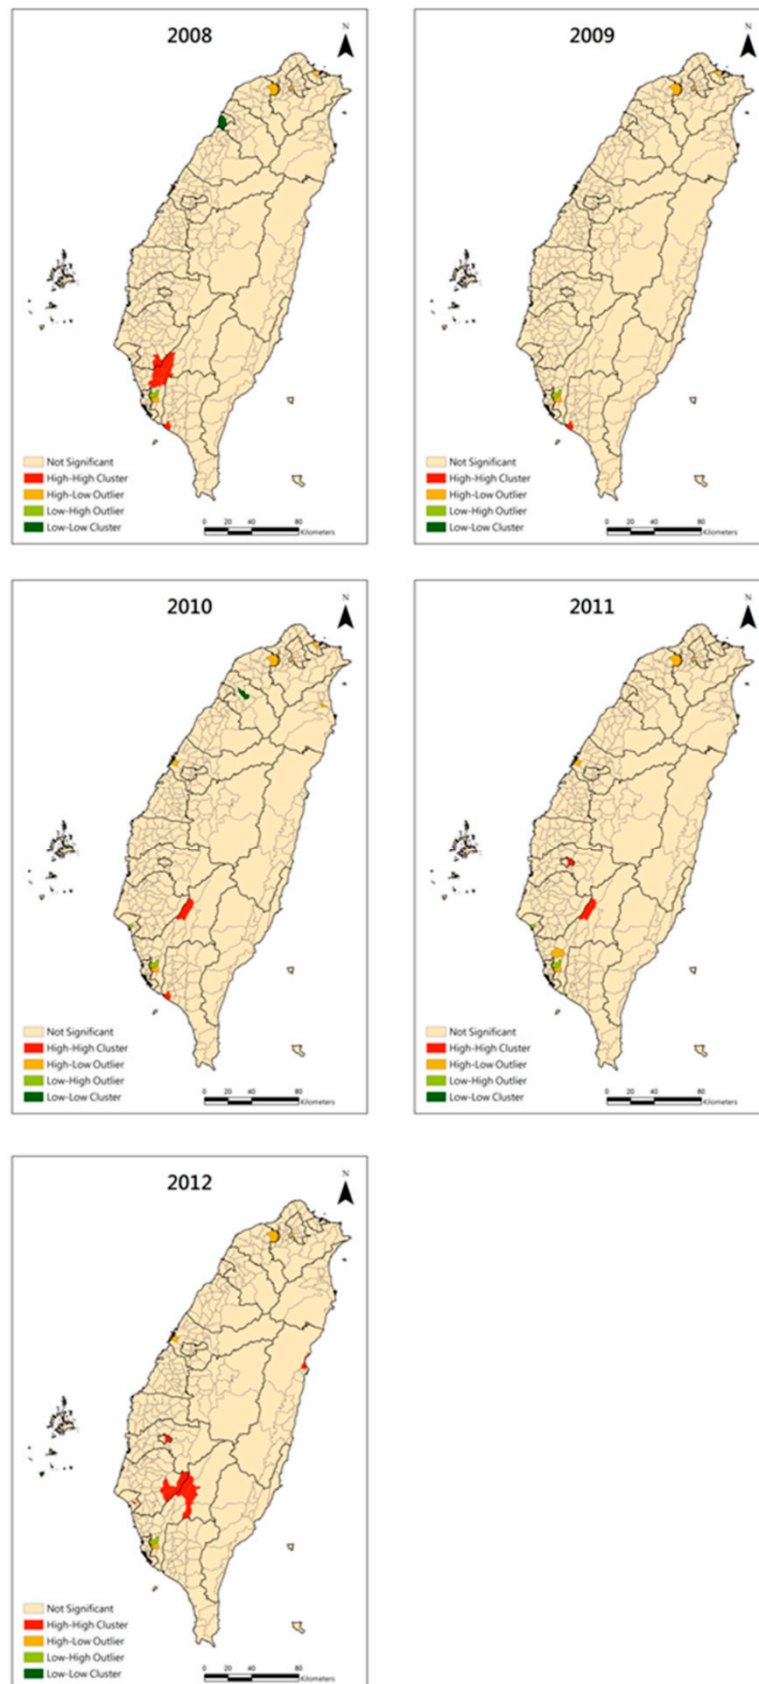 2008
N
Not Significant
High-High Cluster
High-Low Outlier
Low-High Outlier
Low-Low Cluster
0 20 40 80
Kilometers
2009
N
Not Significant
High-High Cluster
High-Low Outlier
Low-High Outlier
Low-Low Cluster
0 20 40 80
Kilometers
2010
N
Not Significant
High-High Cluster
High-Low Outlier
Low-High Outlier
Low-Low Cluster
0 20 40 80
Kilometers
2011
N
Not Significant
High-High Cluster
High-Low Outlier
Low-High Outlier
Low-Low Cluster
0 20 40 80
Kilometers
2012
N
Not Significant
High-High Cluster
High-Low Outlier
Low-High Outlier
Low-Low Cluster
0 20 40 80
Kilometers